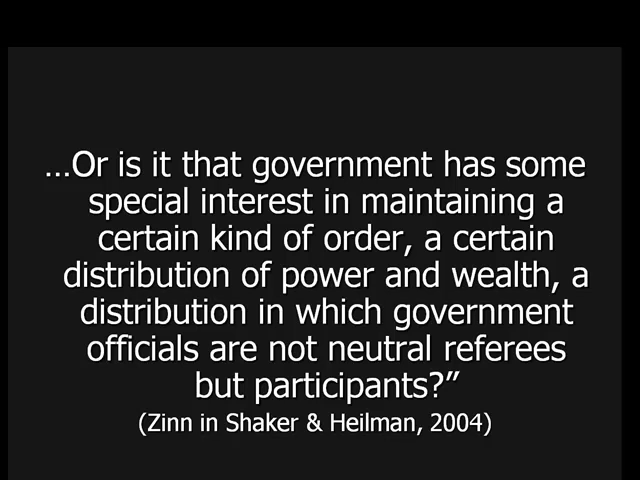 …Or is it that government has some
special interest in maintaining a
certain kind of order, a certain
distribution of power and wealth, a
distribution in which government
officials are not neutral referees
but participants?”
(Zinn in Shaker & Heilman, 2004)